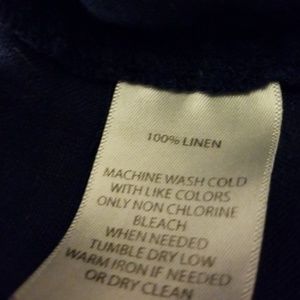 100% LINEN
MACHINE WASH COLD
WITH LIKE COLORS
ONLY NON CHLORINE
BLEACH
WHEN NEEDED
TUMBLE DRY LOW
WARM IRON IF NEEDED
OR DRY CLEAN